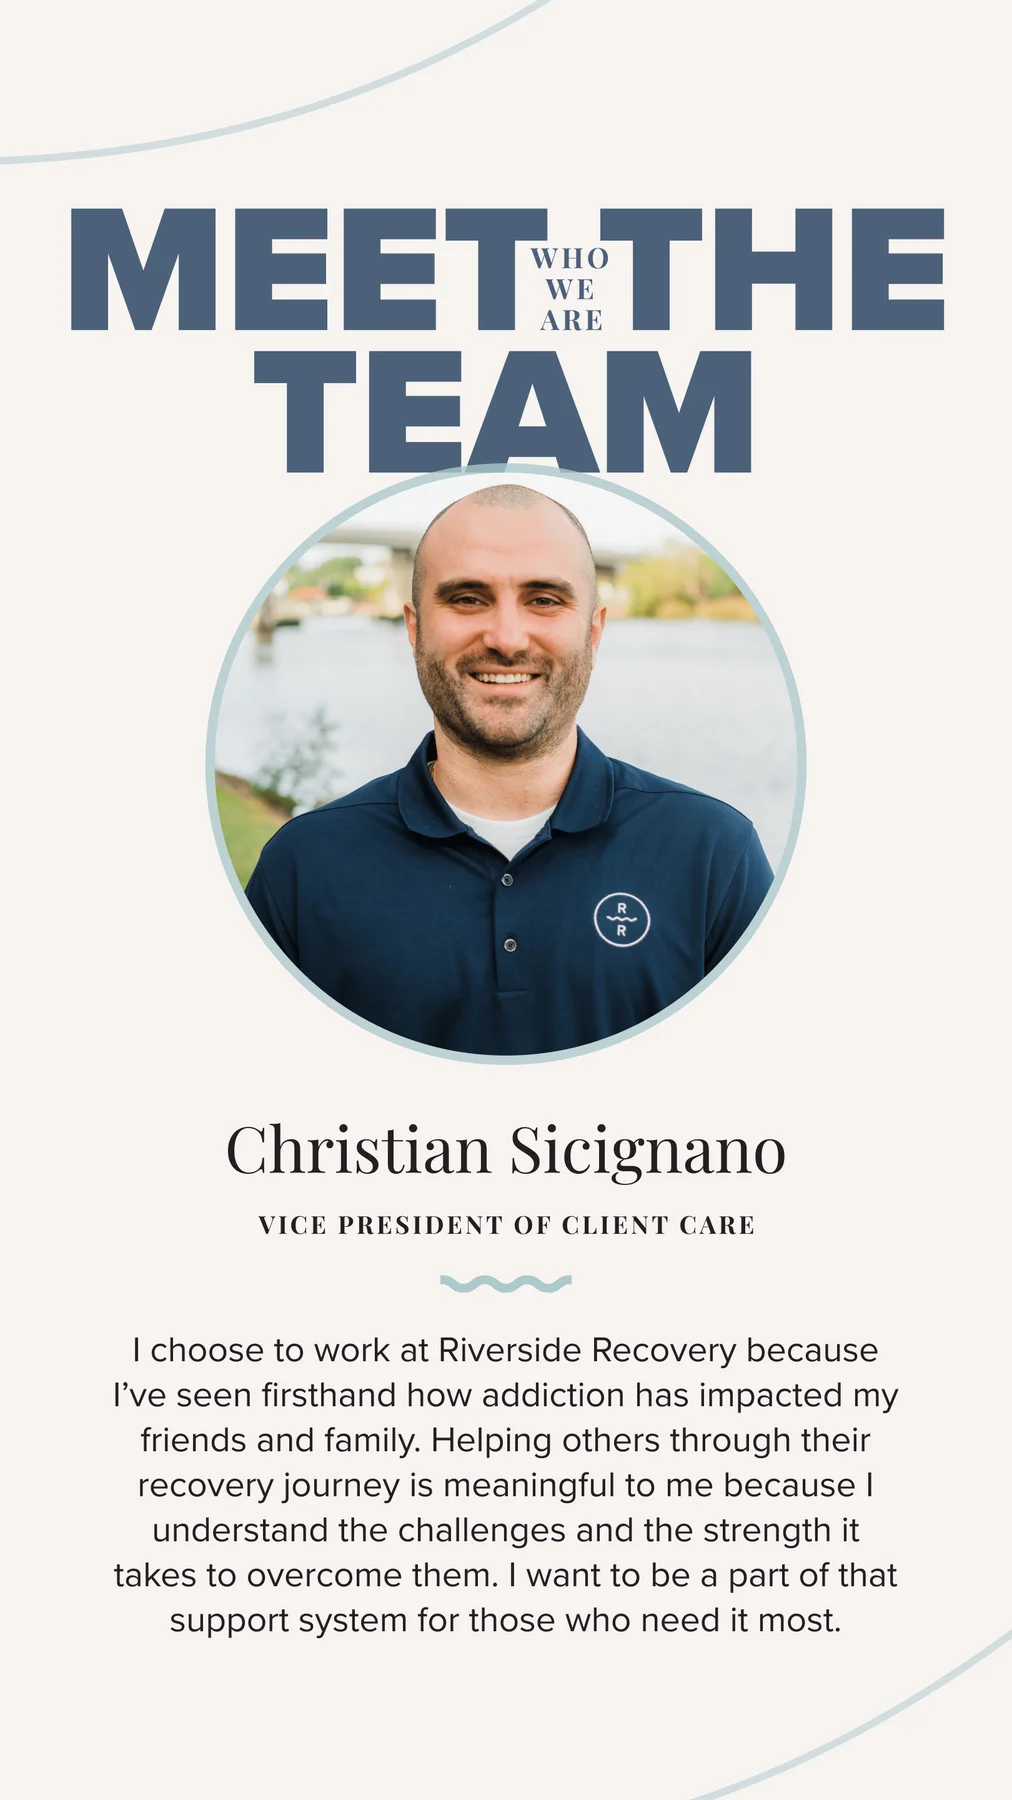 MEET THE
WHO
WE
ARE
TEAM
R
R
Christian Sicignano
VICE PRESIDENT OF CLIENT CARE
I choose to work at Riverside Recovery because
I’ve seen firsthand how addiction has impacted my
friends and family. Helping others through their
recovery journey is meaningful to me because I
understand the challenges and the strength it
takes to overcome them. I want to be a part of that
support system for those who need it most.